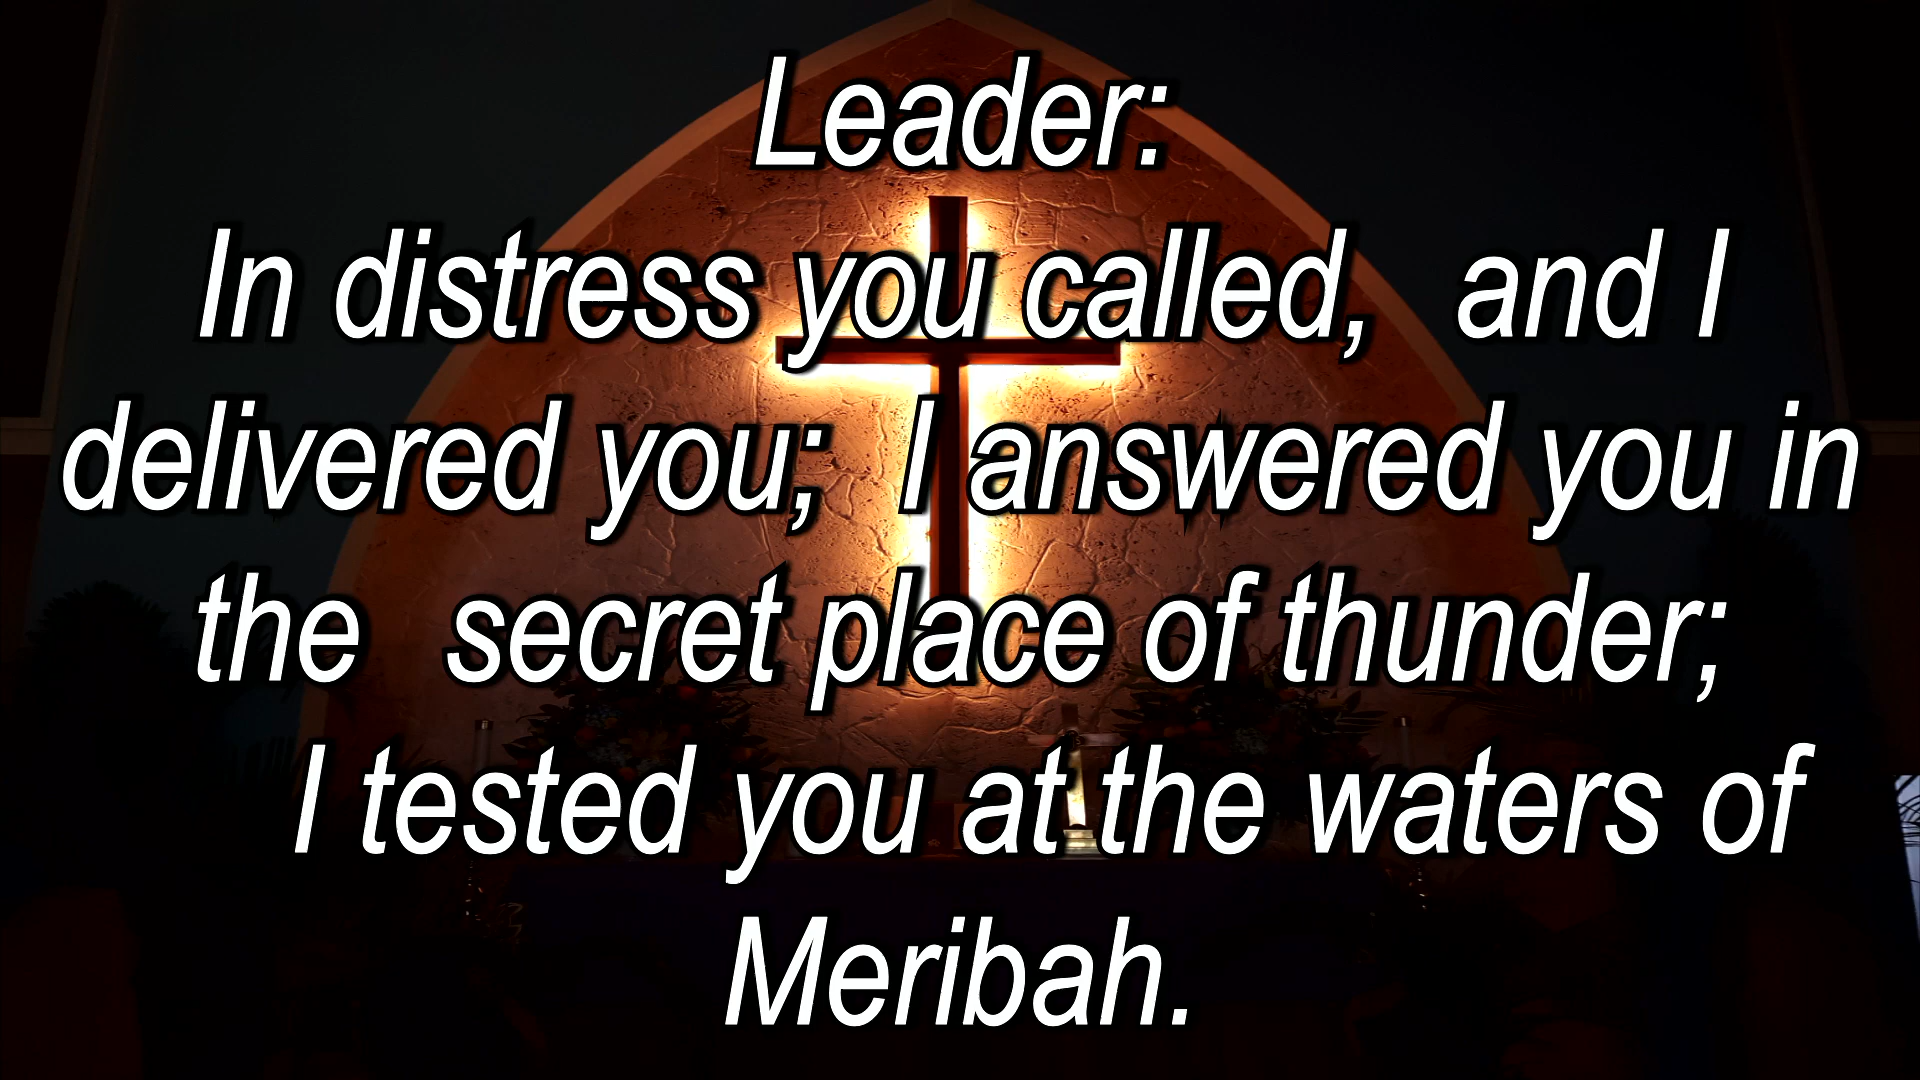 Leader:
In distress you called, and I
delivered you; I answered you in
the secret place of thunder;
I tested you at the waters of
Meribah.